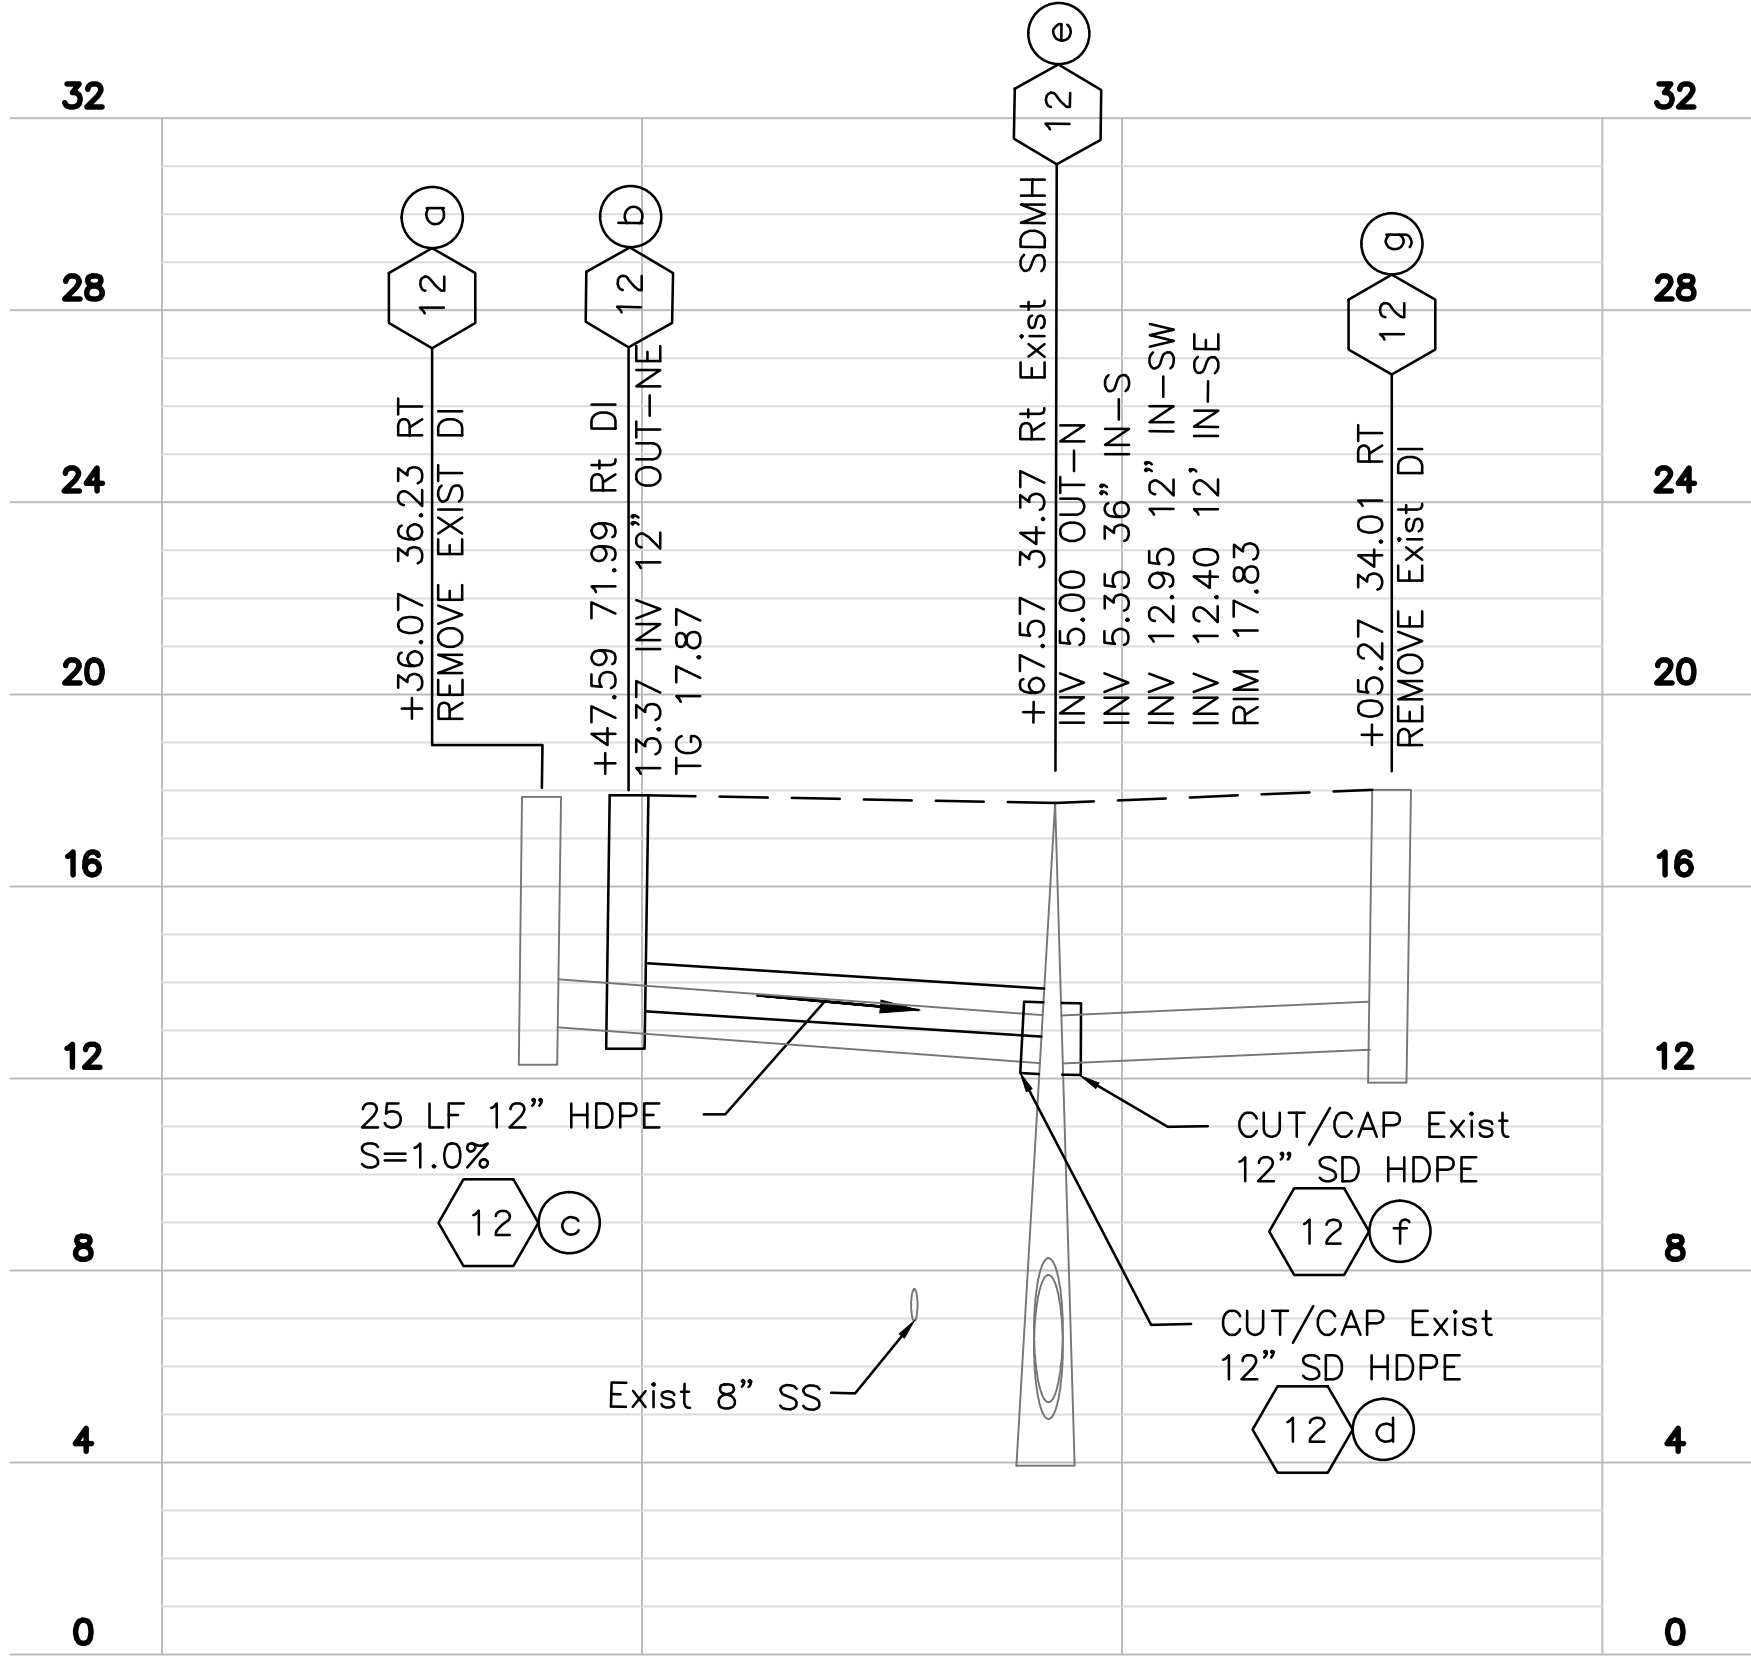 e
12
32
32
a
12
b
12
g
12
28
28
24
24
20
20
16
16
12
12
8
8
4
4
0
0
+36.07 36.23 RT
REMOVE EXIST DI
+47.59 71.99 Rt DI
13.37 INV 12" OUT-NE
TG 17.87
+67.57 34.37 Rt Exist SDMH
INV 5.00 OUT-N
INV 5.35 36" IN-S
INV 12.95 12" IN-SW
INV 12.40 12' IN-SE
RIM 17.83
+05.27 34.01 RT
REMOVE Exist DI
25 LF 12" HDPE
S=1.0%
12 c
CUT/CAP Exist
12" SD HDPE
12 f
CUT/CAP Exist
12" SD HDPE
12 d
Exist 8" SS